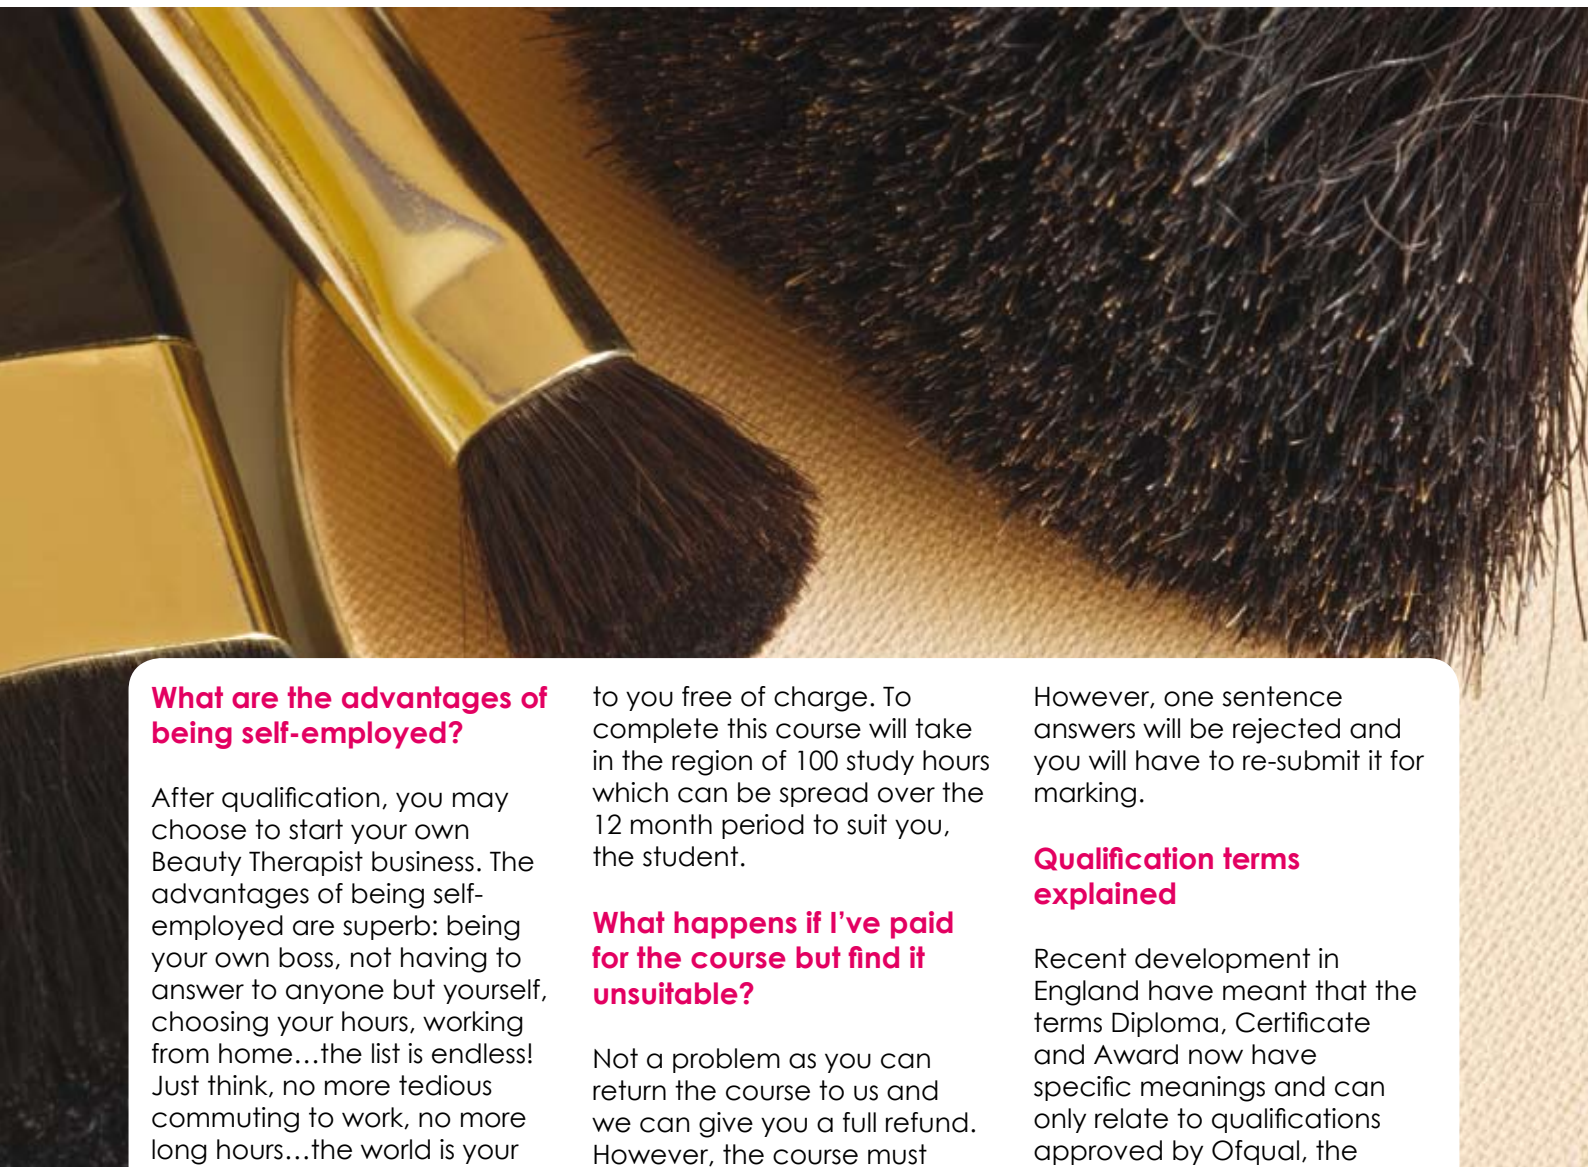 What are the advantages of
being self-employed?
After qualification, you may
choose to start your own
Beauty Therapist business. The
advantages of being self-
employed are superb: being
your own boss, not having to
answer to anyone but yourself,
choosing your hours, working
from home…the list is endless!
Just think, no more tedious
commuting to work, no more
long hours…the world is your
to you free of charge. To
complete this course will take
in the region of 100 study hours
which can be spread over the
12 month period to suit you,
the student.
What happens if I’ve paid
for the course but find it
unsuitable?
Not a problem as you can
return the course to us and
we can give you a full refund.
However, the course must
However, one sentence
answers will be rejected and
you will have to re-submit it for
marking.
Qualification terms
explained
Recent development in
England have meant that the
terms Diploma, Certificate
and Award now have
specific meanings and can
only relate to qualifications
approved by Ofqual, the